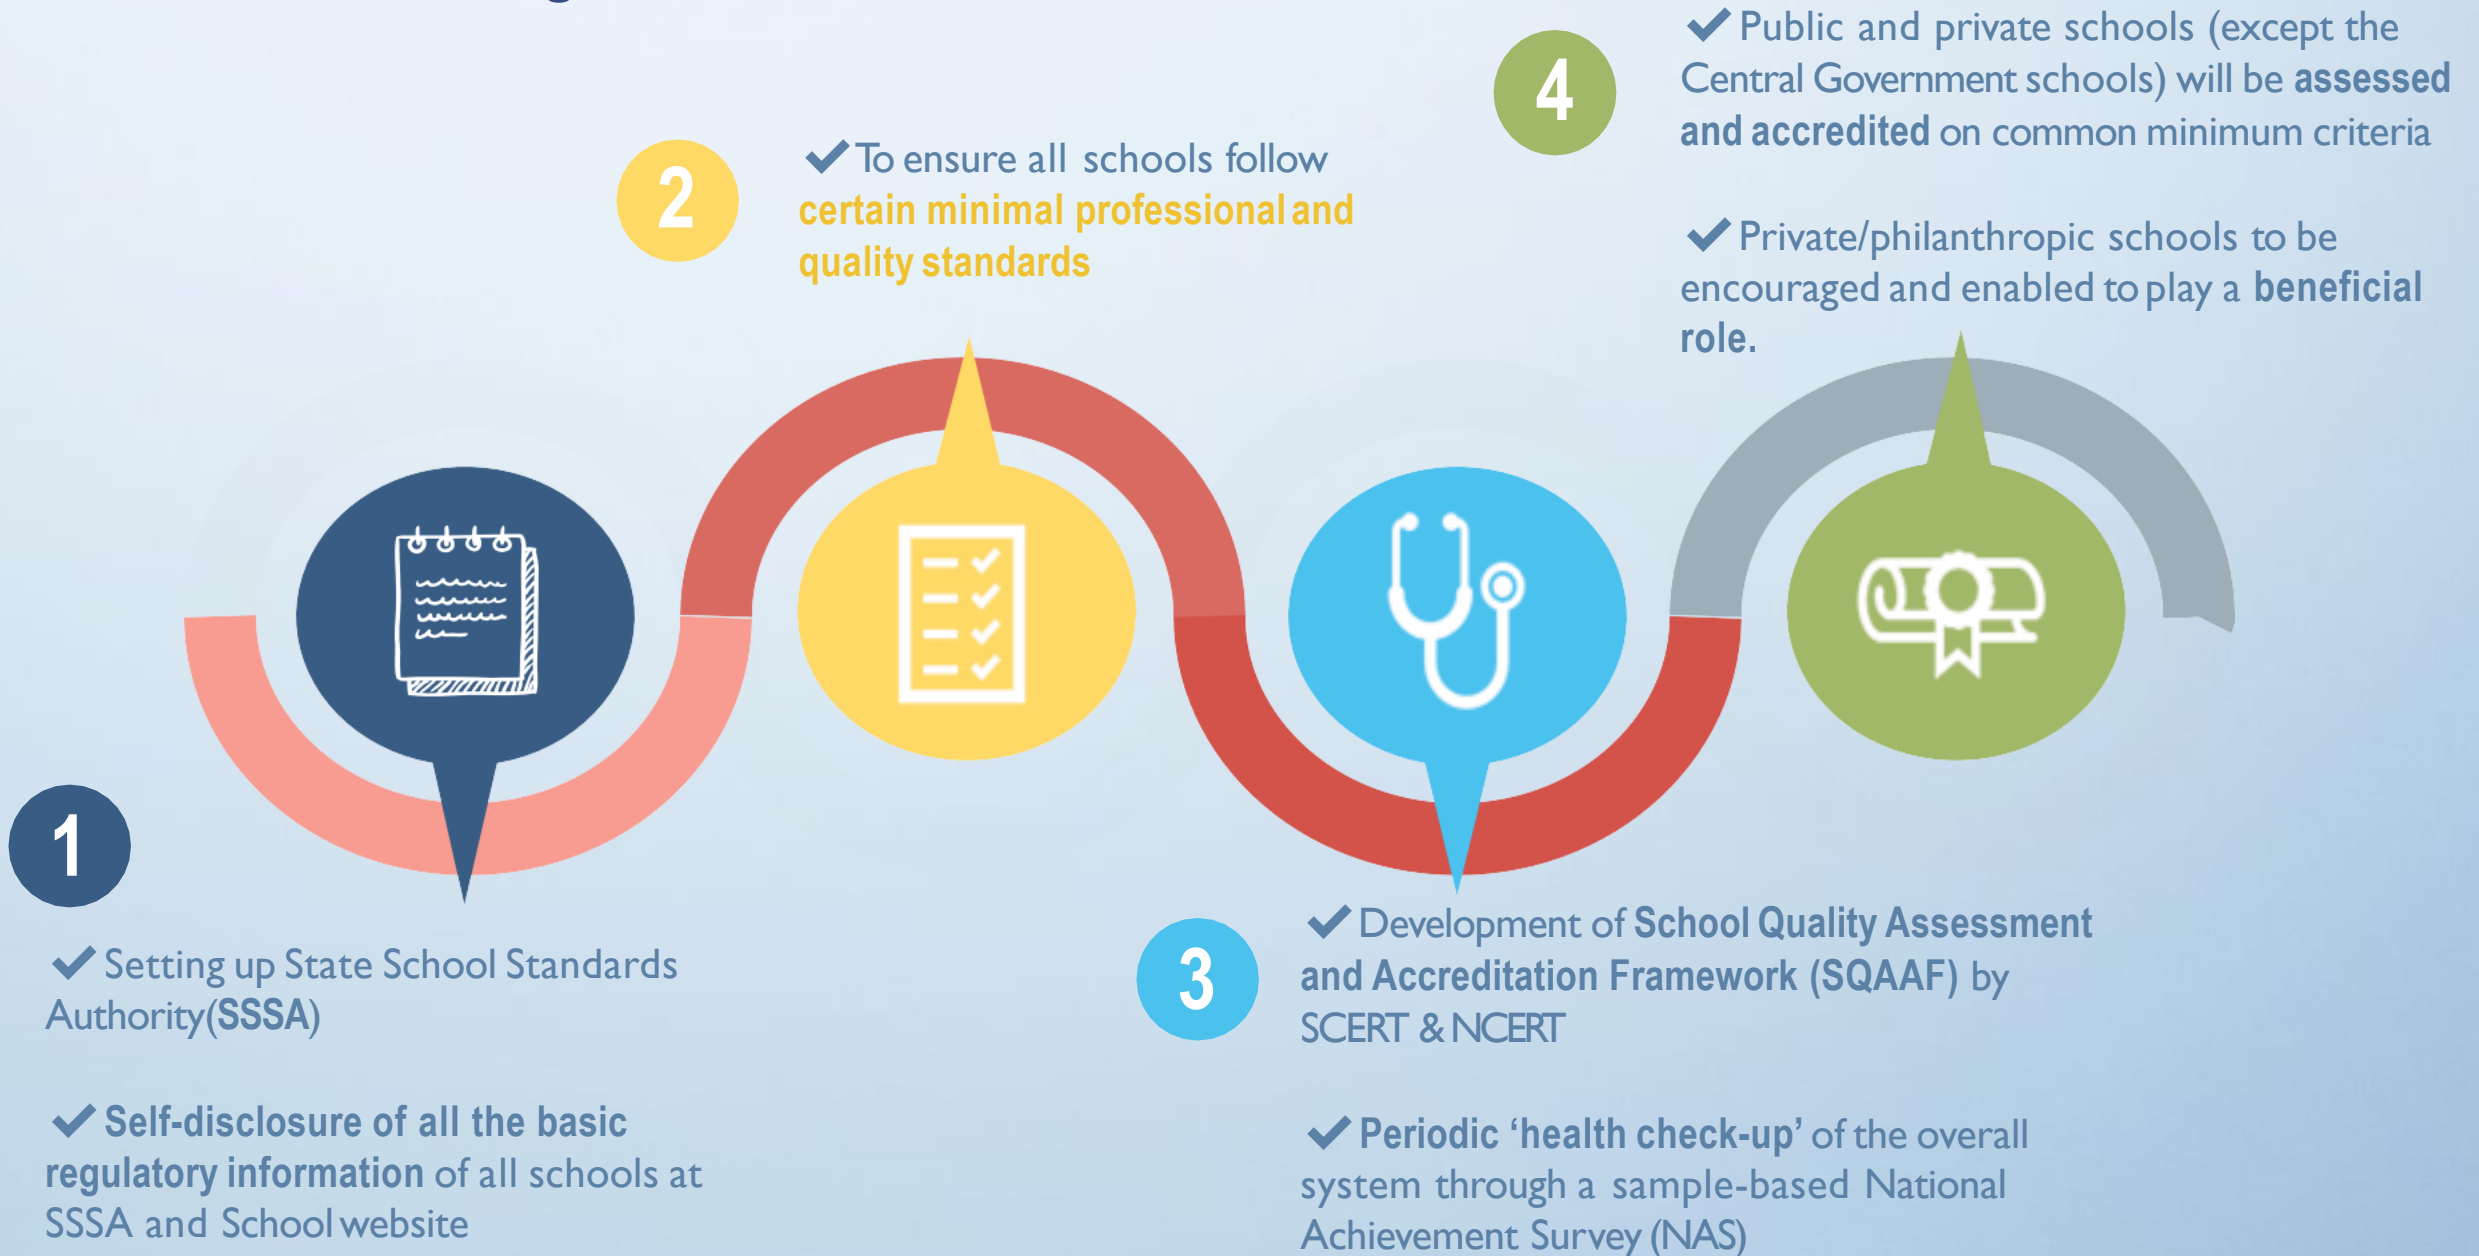 1
✔Setting up State School Standards
Authority(SSSA)
✔Self-disclosure of all the basic
regulatory information of all schools at
SSSA and School website
2
✔To ensure all schools follow
certain minimal professional and
quality standards
3
✔Development of School Quality Assessment
and Accreditation Framework (SQAAF) by
SCERT & NCERT
✔Periodic ‘health check-up’ of the overall
system through a sample-based National
Achievement Survey (NAS)
4
✔Public and private schools (except the
Central Government schools) will be assessed
and accredited on common minimum criteria
✔Private/philanthropic schools to be
encouraged and enabled to play a beneficial
role.